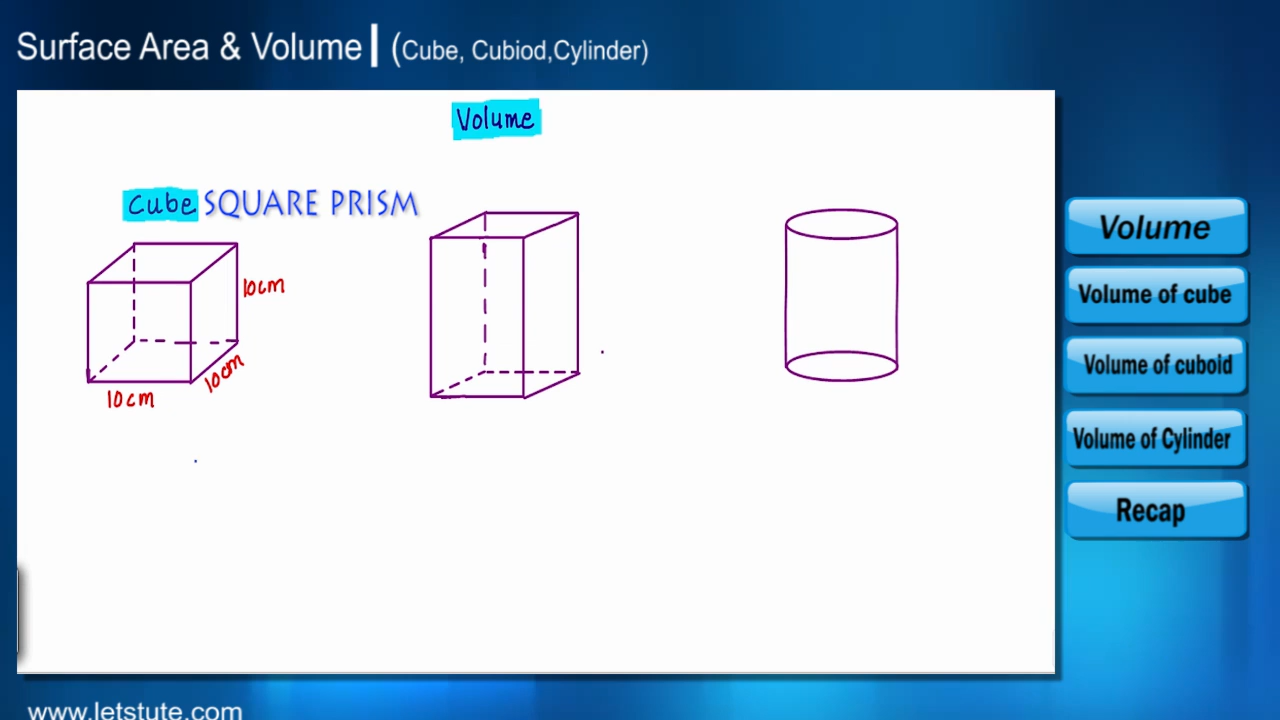 Surface Area & Volume | (Cube, Cubiod,Cylinder)
Volume
Cube SQUARE PRISM
10cm
10cm
10cm
Volume
Volume of cube
Volume of cuboid
Volume of Cylinder
Recap
www.letstute.com